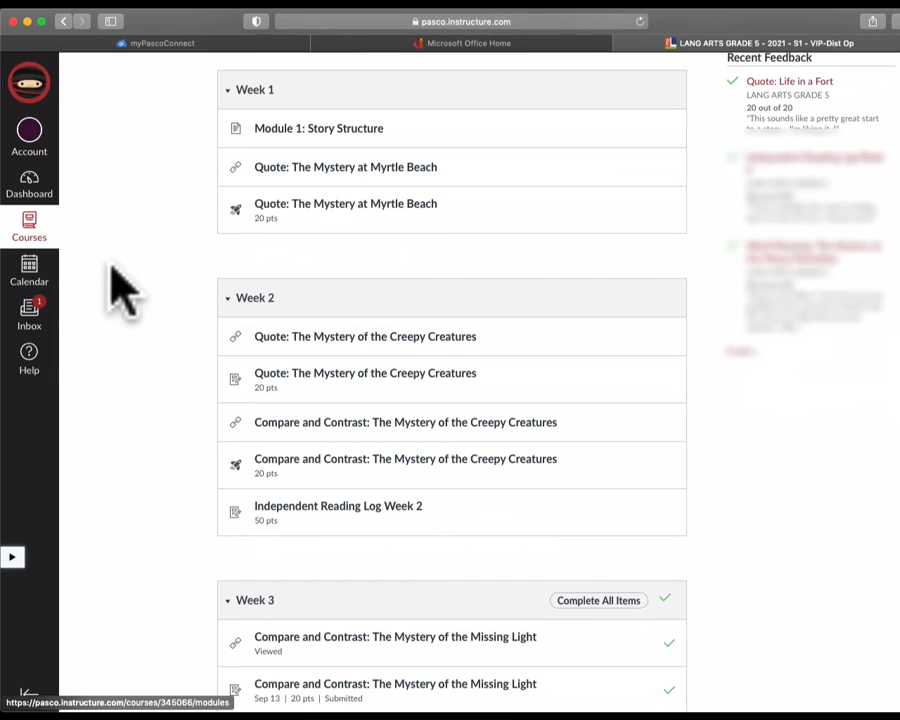 pasco.instructure.com
myPascoConnect
Microsoft Office Home
LANG ARTS GRADE 5 - 2021 - S1 - VIP-Dist Op
Account
Dashboard
Courses
Calendar
1
Inbox
Help
Week 1
Module 1: Story Structure
Quote: The Mystery at Myrtle Beach
Quote: The Mystery at Myrtle Beach
20 pts
Week 2
Quote: The Mystery of the Creepy Creatures
Quote: The Mystery of the Creepy Creatures
20 pts
Compare and Contrast: The Mystery of the Creepy Creatures
Compare and Contrast: The Mystery of the Creepy Creatures
20 pts
Independent Reading Log Week 2
50 pts
Week 3
Complete All Items
Compare and Contrast: The Mystery of the Missing Light
Viewed
Compare and Contrast: The Mystery of the Missing Light
Sep 13 | 20 pts | Submitted
Recent Feedback
Quote: Life in a Fort
LANG ARTS GRADE 5
20 out of 20
"This sounds like a pretty great start
https://pasco.instructure.com/courses/345066/modules